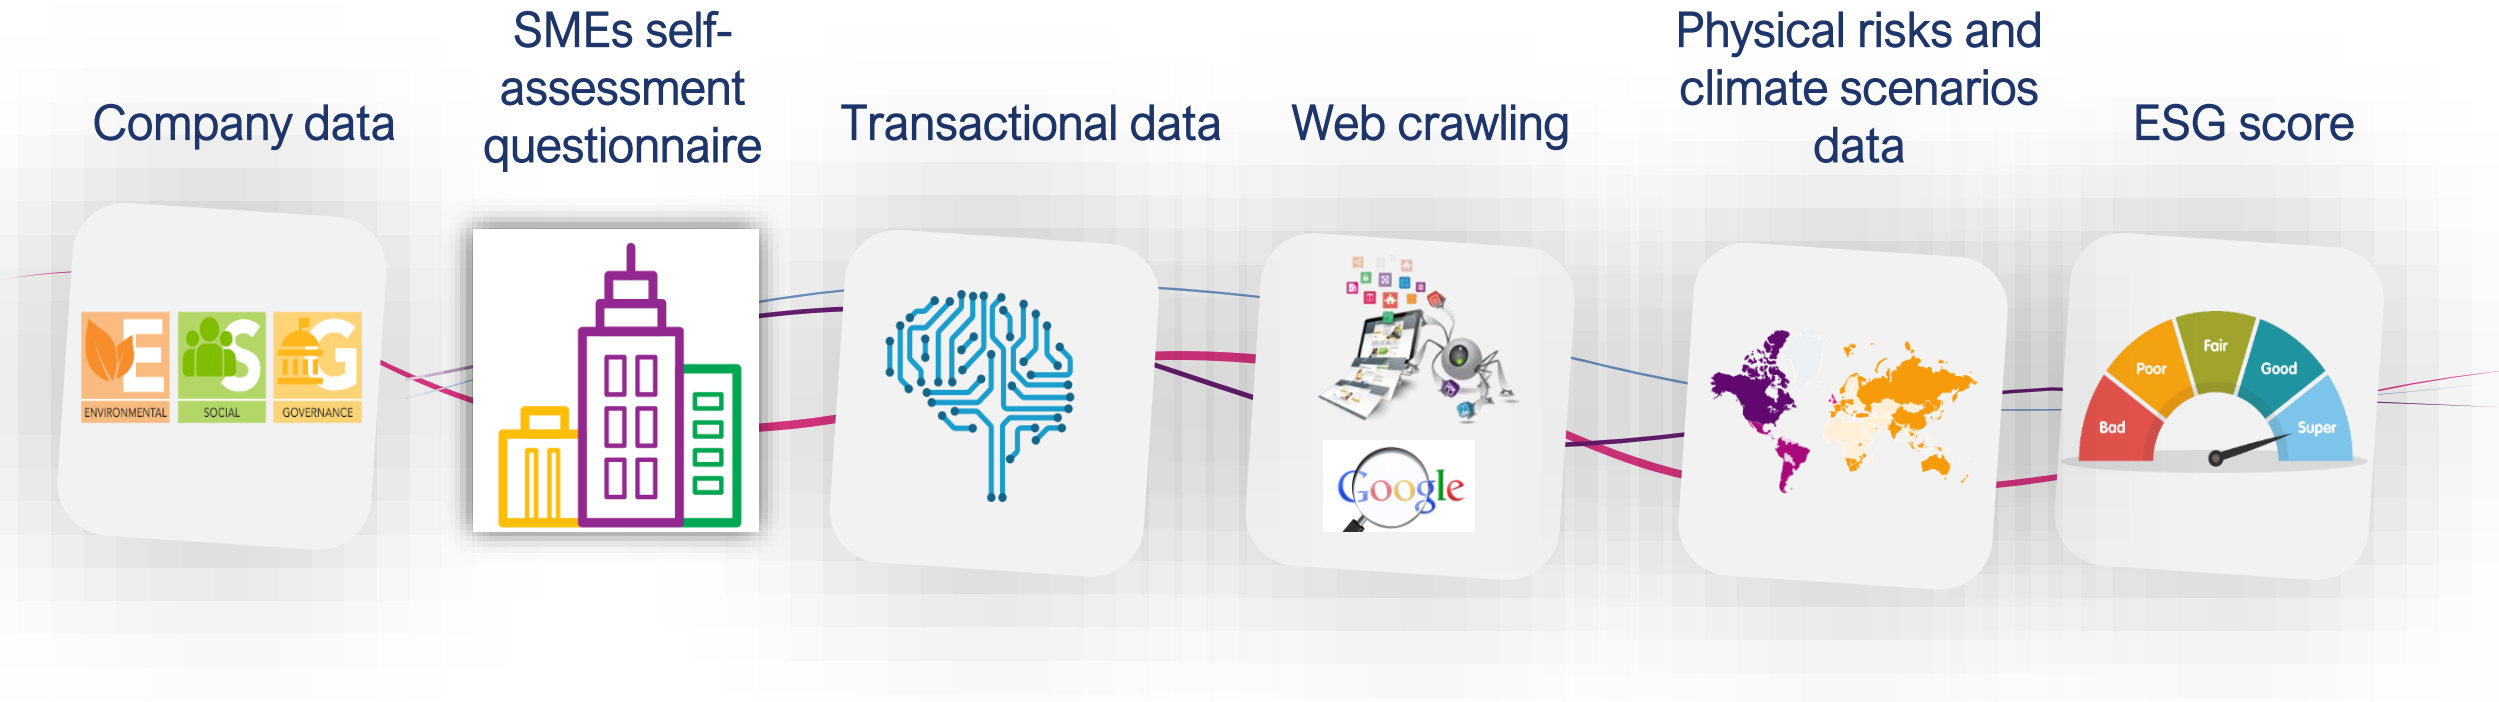 Company data
SMEs self-
assessment
questionnaire
Transactional data
Web crawling
Physical risks and
climate scenarios
data
ESG score
E S G
ENVIRONMENTAL SOCIAL GOVERNANCE
Google
Bad Poor Fair Good Super